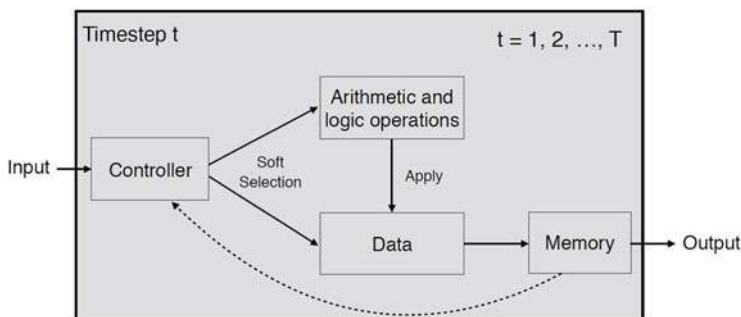 Timestep t
t = 1, 2, ..., T
Arithmetic and
logic operations
Input
Controller
Soft
Selection
Apply
Data
Memory
Output